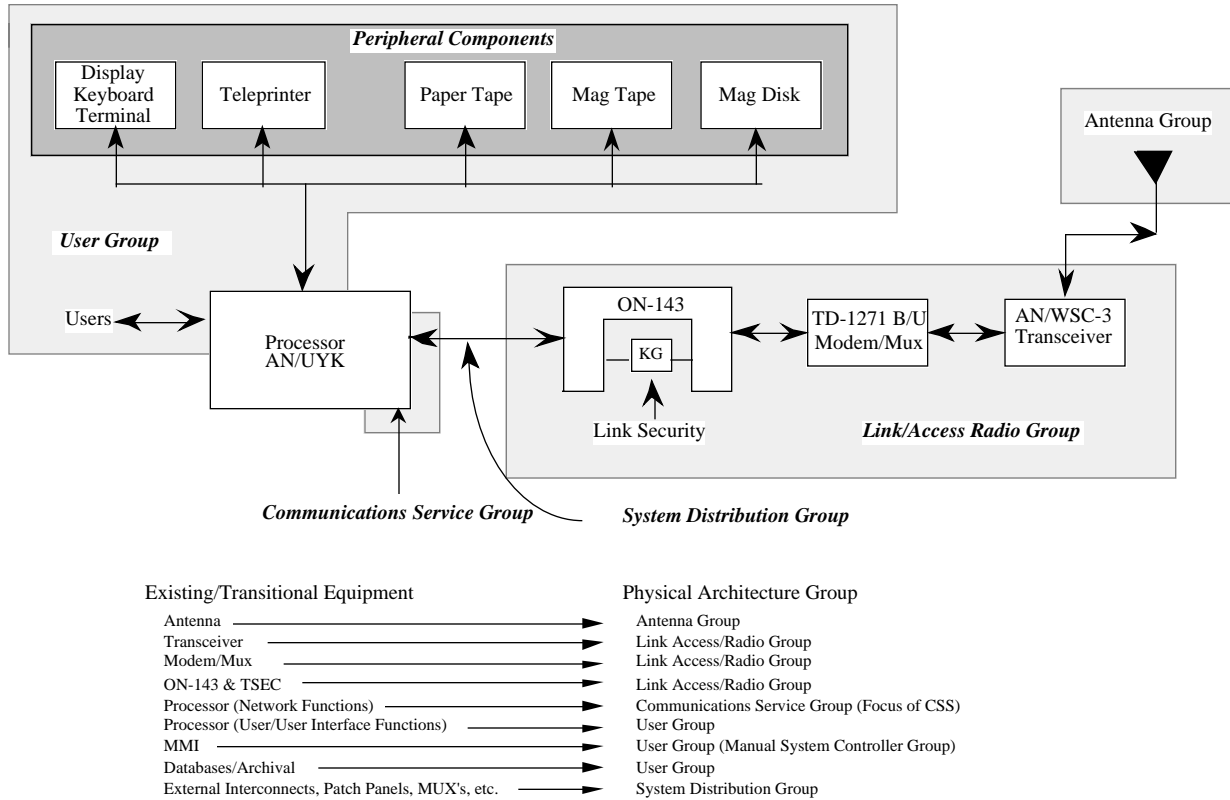 Peripheral Components
Display
Keyboard
Terminal
Teleprinter
Paper Tape
Mag Tape
Mag Disk
Antenna Group
User Group
Users
Processor
AN/UYK
ON-143
KG
Link Security
TD-1271 B/U
Modem/Mux
AN/WSC-3
Transceiver
Link/Access Radio Group
Communications Service Group
System Distribution Group
Existing/Transitional Equipment Physical Architecture Group
Antenna Antenna Group
Transceiver Link Access/Radio Group
Modem/Mux Link Access/Radio Group
ON-143 & TSEC Link Access/Radio Group
Processor (Network Functions) Communications Service Group (Focus of CSS)
Processor (User/User Interface Functions) User Group
MMI User Group (Manual System Controller Group)
Databases/Archival User Group
External Interconnects, Patch Panels, MUX's, etc. System Distribution Group